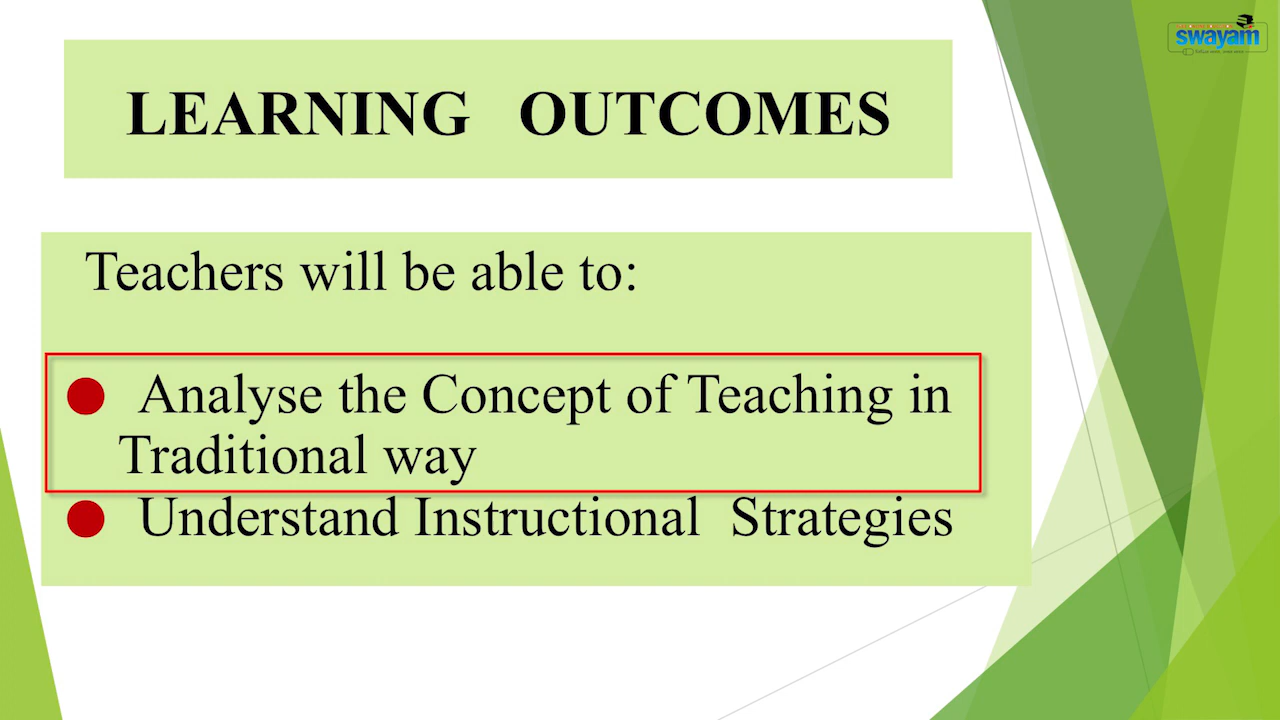 swayam
LEARNING OUTCOMES
Teachers will be able to:
● Analyse the Concept of Teaching in
Traditional way
● Understand Instructional Strategies